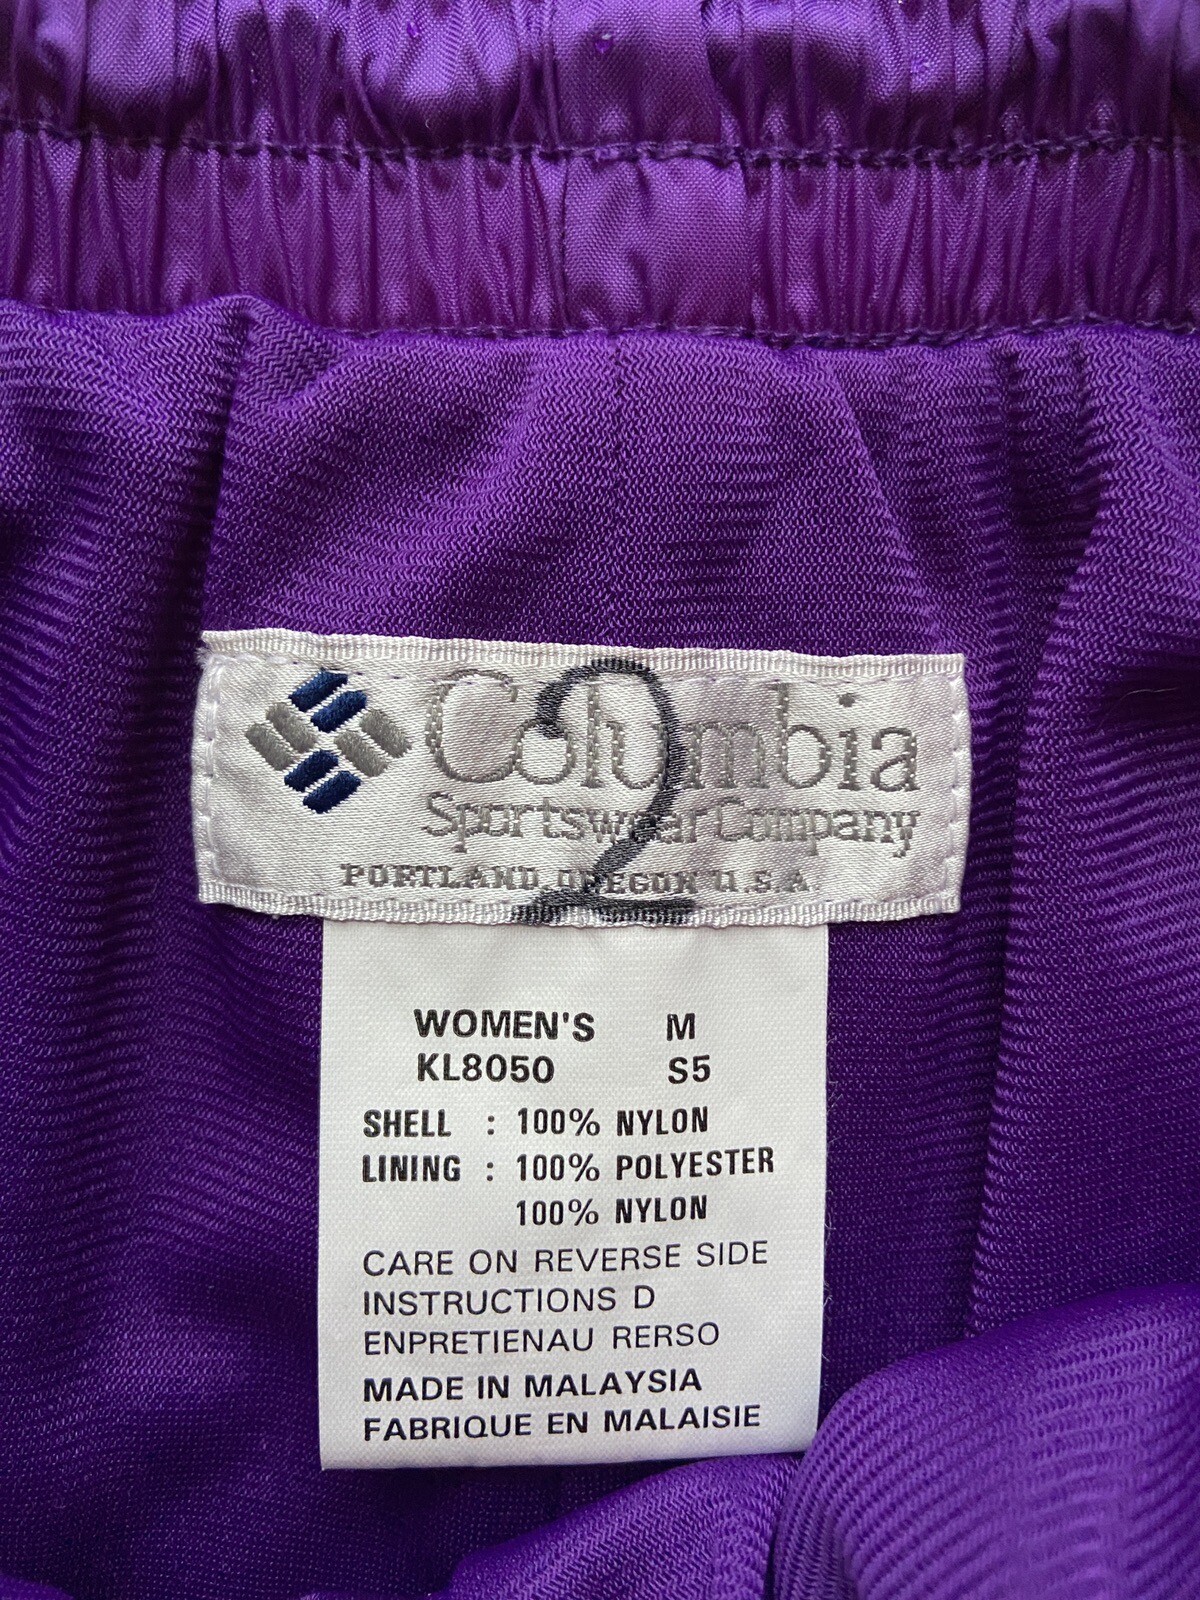 Columbia
Sportswear Company
PORTLAND OREGON U.S.A.
2
WOMEN'S M
KL8050 S5
SHELL : 100% NYLON
LINING : 100% POLYESTER
100% NYLON
CARE ON REVERSE SIDE
INSTRUCTIONS D
ENPRETIENAU RERSO
MADE IN MALAYSIA
FABRIQUE EN MALAISIE